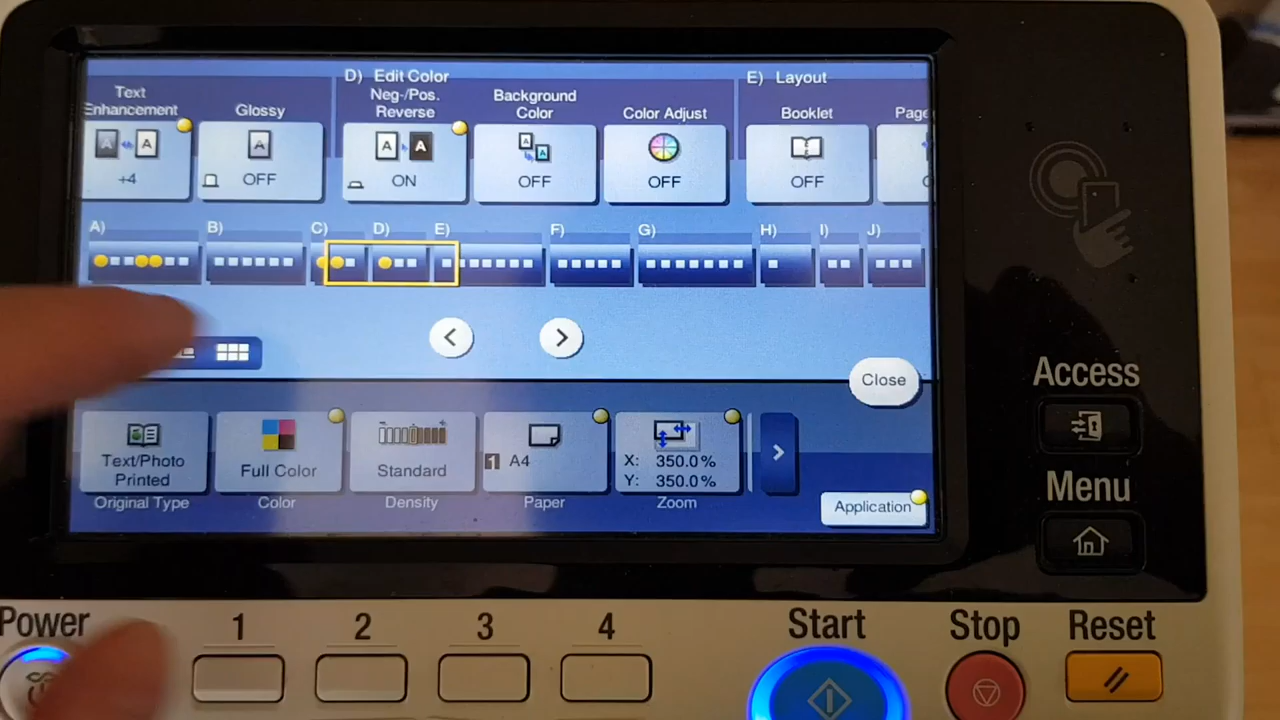 D) Edit Color
E) Layout
Text
Enhancement
Glossy
Neg-/Pos.
Reverse
Background
Color
Color Adjust
Booklet
Page
+4
OFF
ON
OFF
OFF
OFF
A)
B)
C)
D)
E)
F)
G)
H)
I)
J)
Close
Text/Photo
Printed
Full Color
Standard
1 A4
X: 350.0%
Y: 350.0%
Original Type
Color
Density
Paper
Zoom
Application
Access
Menu
Power
1
2
3
4
Start
Stop
Reset